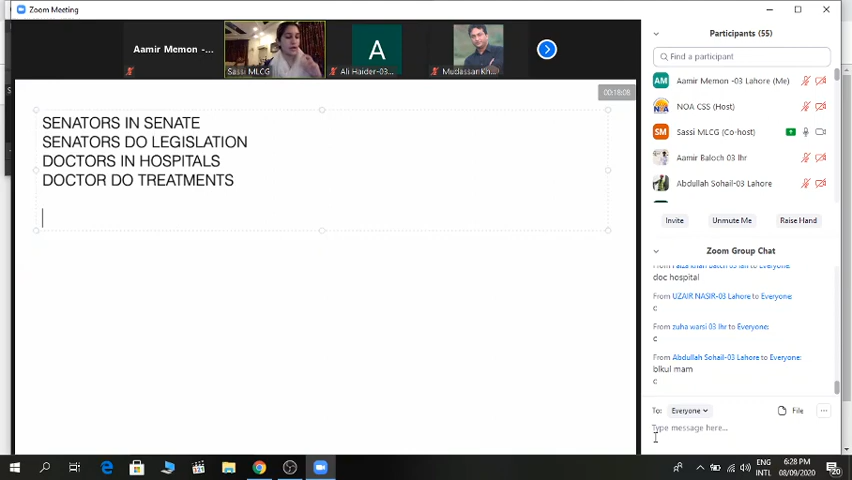 Zoom Meeting
Aamir Memon -...
Sassi MLCG
A
Ali Haider-03...
Mudassar Kh...
00:18:08
SENATORS IN SENATE
SENATORS DO LEGISLATION
DOCTORS IN HOSPITALS
DOCTOR DO TREATMENTS
Participants (55)
Find a participant
AM Aamir Memon -03 Lahore (Me)
NOA CSS (Host)
SM Sassi MLCG (Co-host)
Aamir Baloch 03 lhr
Abdullah Sohail-03 Lahore
Invite
Unmute Me
Raise Hand
Zoom Group Chat
doc hospital
From UZAIR NASIR-03 Lahore to Everyone:
c
From zuha warsi 03 lhr to Everyone:
c
From Abdullah Sohail-03 Lahore to Everyone:
blkul mam
c
To: Everyone
File
Type message here...
ENG
INTL
6:28 PM
08/09/2020
20